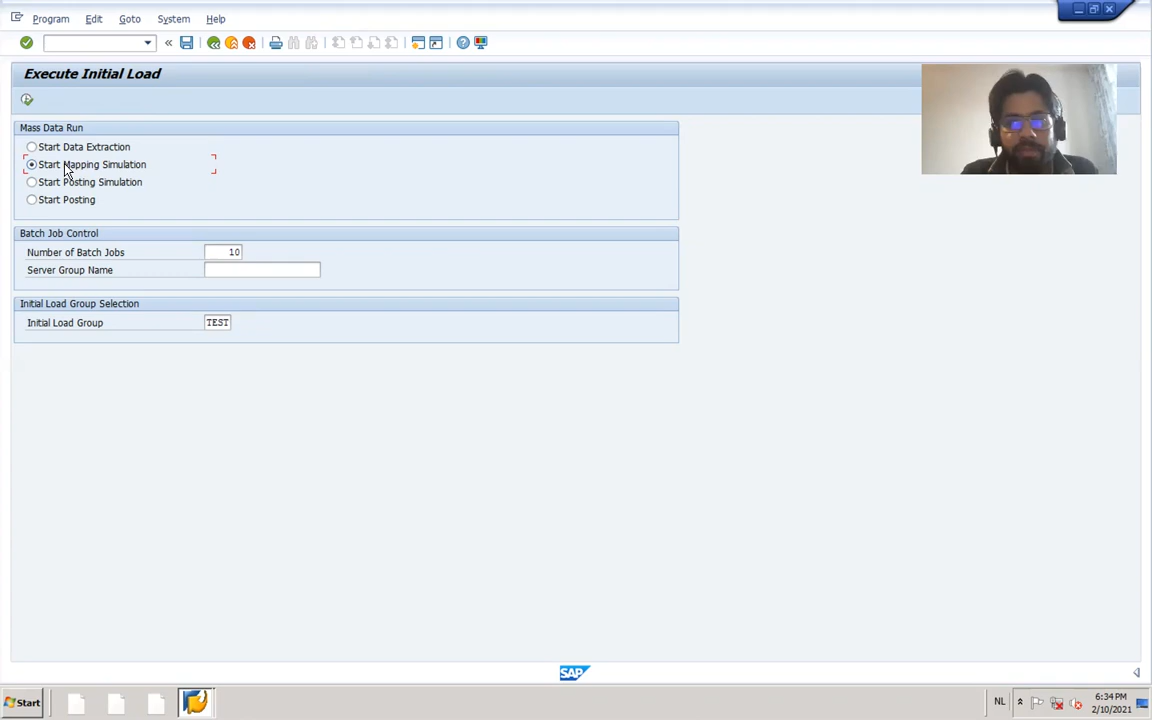 Program Edit Goto System Help
Execute Initial Load
Mass Data Run
Start Data Extraction
Start Mapping Simulation
Start Posting Simulation
Start Posting
Batch Job Control
Number of Batch Jobs 10
Server Group Name
Initial Load Group Selection
Initial Load Group TEST
SAP
Start
NL
6:34 PM
2/10/2021